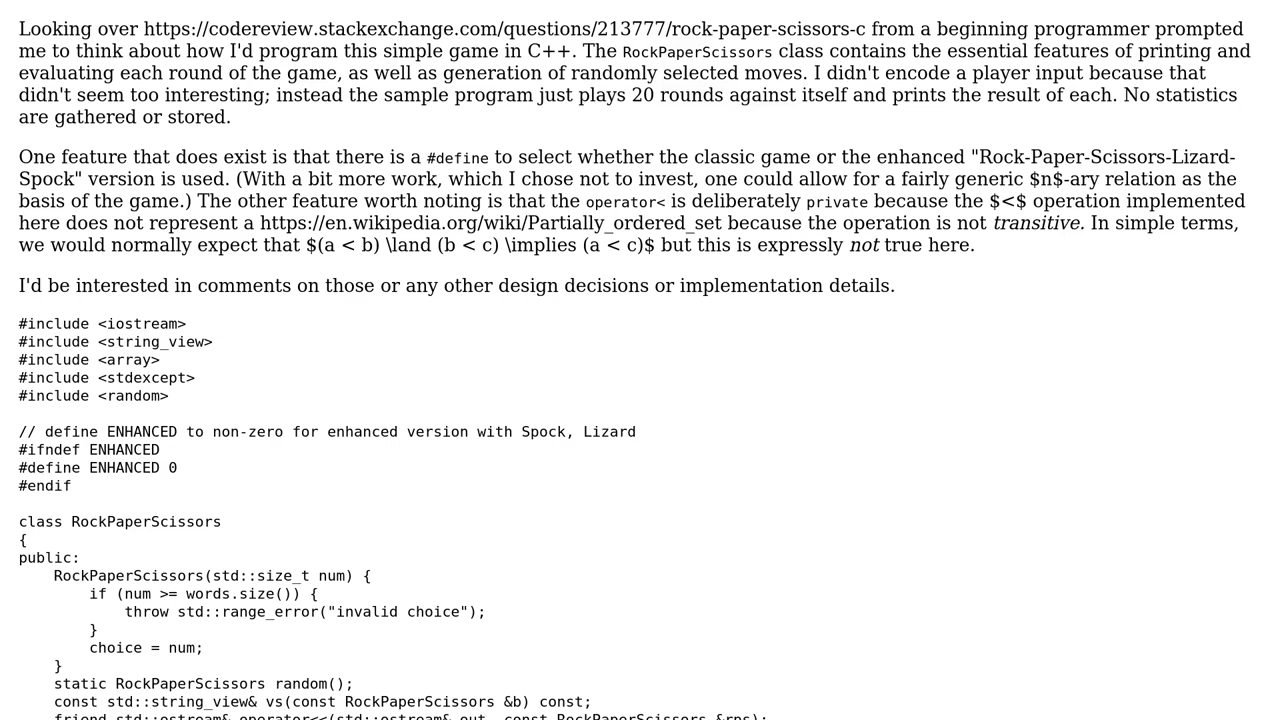 Looking over https://codereview.stackexchange.com/questions/213777/rock-paper-scissors-c from a beginning programmer prompted
me to think about how I'd program this simple game in C++. The RockPaperScissors class contains the essential features of printing and
evaluating each round of the game, as well as generation of randomly selected moves. I didn't encode a player input because that
didn't seem too interesting; instead the sample program just plays 20 rounds against itself and prints the result of each. No statistics
are gathered or stored.
One feature that does exist is that there is a #define to select whether the classic game or the enhanced "Rock-Paper-Scissors-Lizard-
Spock" version is used. (With a bit more work, which I chose not to invest, one could allow for a fairly generic $n$-ary relation as the
basis of the game.) The other feature worth noting is that the operator< is deliberately private because the $<$ operation implemented
here does not represent a https://en.wikipedia.org/wiki/Partially_ordered_set because the operation is not transitive. In simple terms,
we would normally expect that $(a < b) \land (b < c) \implies (a < c)$ but this is expressly not true here.
I'd be interested in comments on those or any other design decisions or implementation details.
#include <iostream>
#include <string_view>
#include <array>
#include <stdexcept>
#include <random>
// define ENHANCED to non-zero for enhanced version with Spock, Lizard
#ifndef ENHANCED
#define ENHANCED 0
#endif
class RockPaperScissors
{
public:
    RockPaperScissors(std::size_t num) {
        if (num >= words.size()) {
            throw std::range_error("invalid choice");
        }
        choice = num;
    }
    static RockPaperScissors random();
    const std::string_view& vs(const RockPaperScissors &b) const;
    friend std::ostream& operator<<(std::ostream& out, const RockPaperScissors &rps);